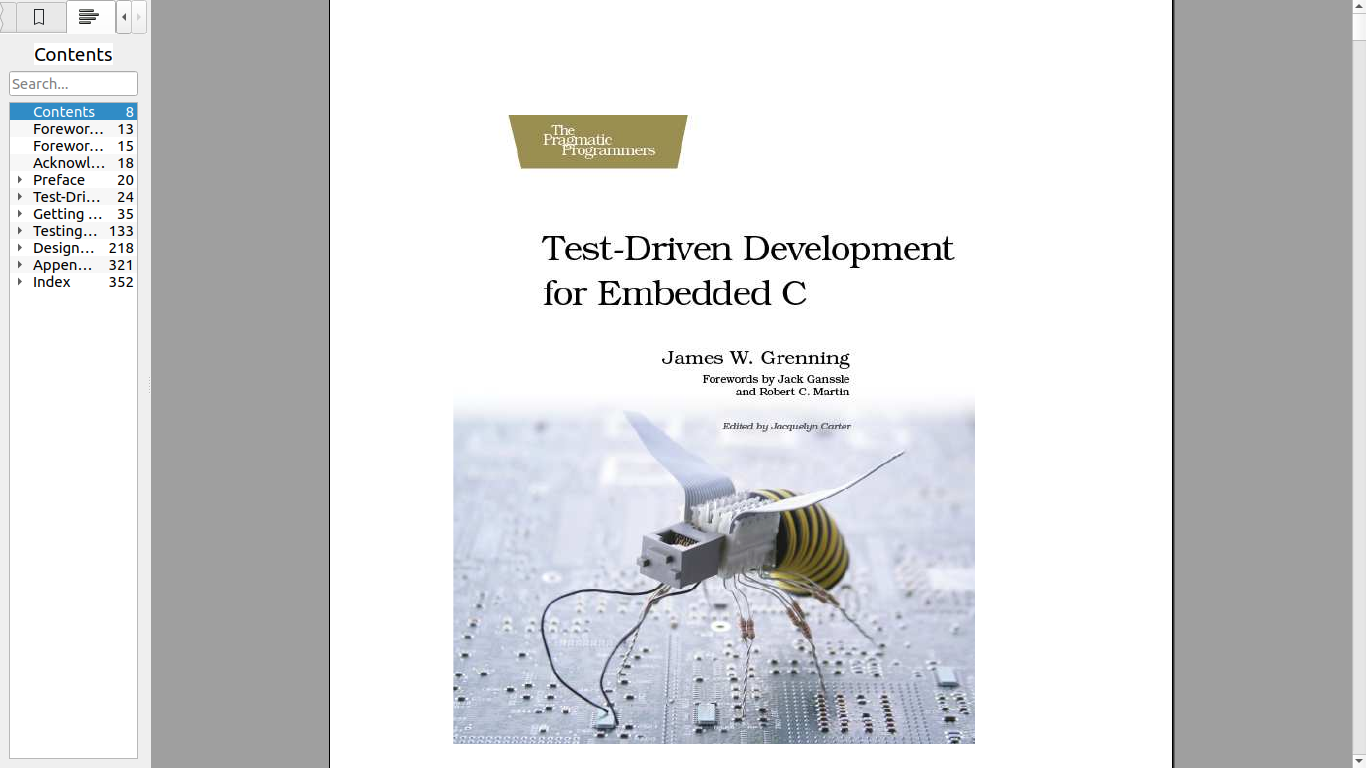 Contents
Search...
Contents 8
Forewor... 13
Forewor... 15
Acknowl... 18
Preface 20
Test-Dri... 24
Getting ... 35
Testing... 133
Design... 218
Appen... 321
Index 352
The
Pragmatic
Programmers
Test-Driven Development
for Embedded C
James W. Grenning
Forewords by Jack Ganssle
and Robert C. Martin
Edited by Jacquelyn Carter